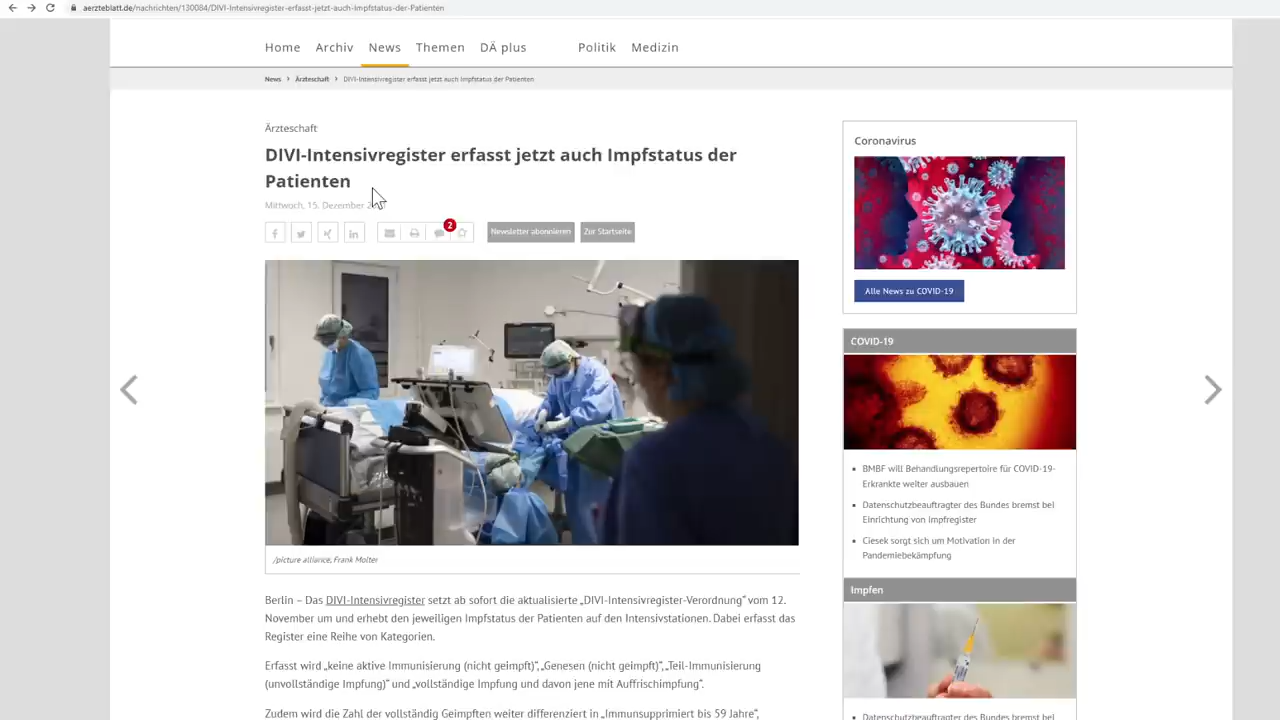 aerzteblatt.de/nachrichten/130084/DIVI-Intensivregister-erfasst-jetzt-auch-Impfstatus-der-Patienten
Home Archiv News Themen DÄ plus Politik Medizin
News > Ärzteschaft > DIVI-Intensivregister erfasst jetzt auch Impfstatus der Patienten
Ärzteschaft
DIVI-Intensivregister erfasst jetzt auch Impfstatus der
Patienten
Mittwoch, 15. Dezember
2
Newsletter abonnieren Zur Startseite
/picture alliance, Frank Molter
Berlin – Das DIVI-Intensivregister setzt ab sofort die aktualisierte „DIVI-Intensivregister-Verordnung“ vom 12.
November um und erhebt den jeweiligen Impfstatus der Patienten auf den Intensivstationen. Dabei erfasst das
Register eine Reihe von Kategorien.
Erfasst wird „keine aktive Immunisierung (nicht geimpft)“, „Genesen (nicht geimpft)“, „Teil-Immunisierung
(unvollständige Impfung)“ und „vollständige Impfung und davon jene mit Auffrischimpfung“.
Zudem wird die Zahl der vollständig Geimpften weiter differenziert in „Immunsupprimiert bis 59 Jahre“,
Coronavirus
Alle News zu COVID-19
COVID-19
BMBF will Behandlungsrepertoire für COVID-19-
Erkrankte weiter ausbauen
Datenschutzbeauftragter des Bundes bremst bei
Einrichtung von Impfregister
Ciesek sorgt sich um Motivation in der
Pandemiebekämpfung
Impfen
Datenschutzbeauftragter des Bundes bremst bei